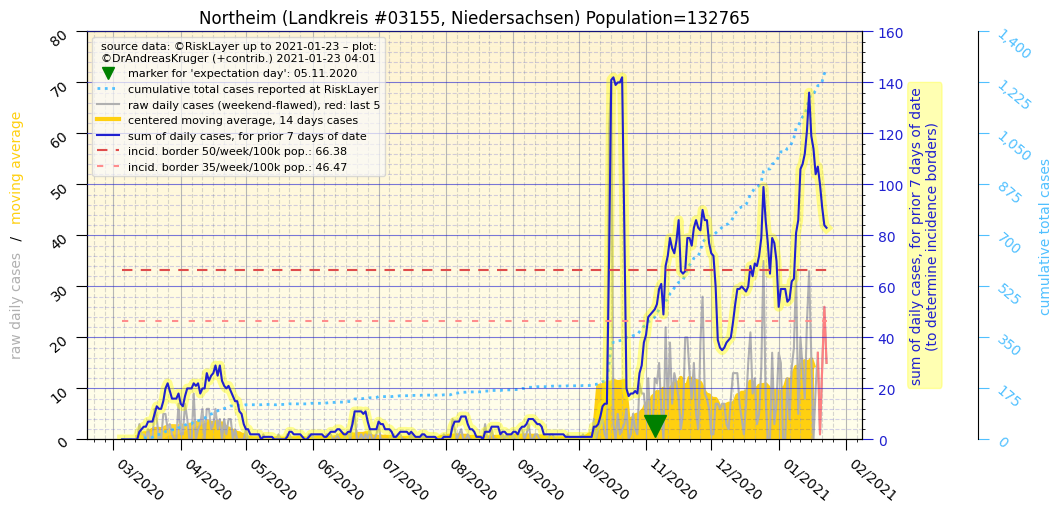 Northeim (Landkreis #03155, Niedersachsen) Population=132765
source data: ©RiskLayer up to 2021-01-23 – plot:
©DrAndreasKruger (+contrib.) 2021-01-23 04:01
marker for 'expectation day': 05.11.2020
cumulative total cases reported at RiskLayer
raw daily cases (weekend-flawed), red: last 5
centered moving average, 14 days cases
sum of daily cases, for prior 7 days of date
incid. border 50/week/100k pop.: 66.38
incid. border 35/week/100k pop.: 46.47
raw daily cases / moving average
80
70
60
50
40
30
20
10
0
03/2020
04/2020
05/2020
06/2020
07/2020
08/2020
09/2020
10/2020
11/2020
12/2020
01/2021
02/2021
160
140
120
100
80
60
40
20
0
sum of daily cases, for prior 7 days of date
(to determine incidence borders)
1,400
1,225
1,050
875
700
525
350
175
0
cumulative total cases